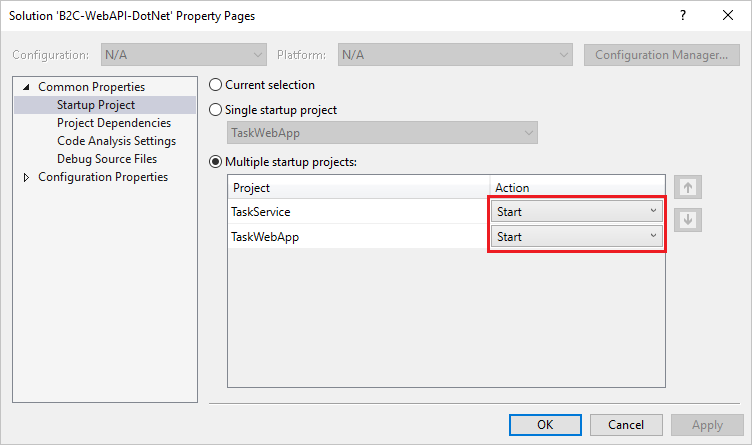 Solution 'B2C-WebAPI-DotNet' Property Pages
?
Configuration: N/A Platform: N/A Configuration Manager...
Common Properties
Startup Project
Project Dependencies
Code Analysis Settings
Debug Source Files
Configuration Properties
Current selection
Single startup project
TaskWebApp
Multiple startup projects:
Project Action
TaskService Start
TaskWebApp Start
OK Cancel Apply